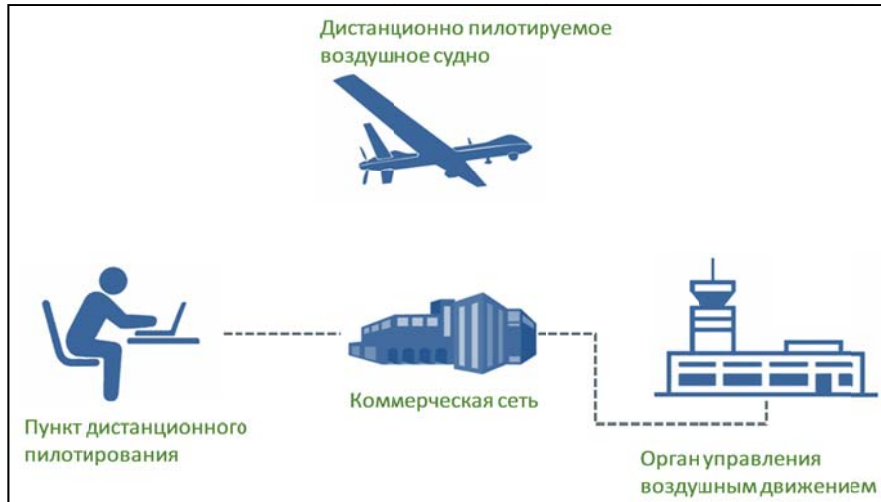 Дистанционно пилотируемое
воздушное судно
Коммерческая сеть
Пункт дистанционного
пилотирования
Орган управления
воздушным движением